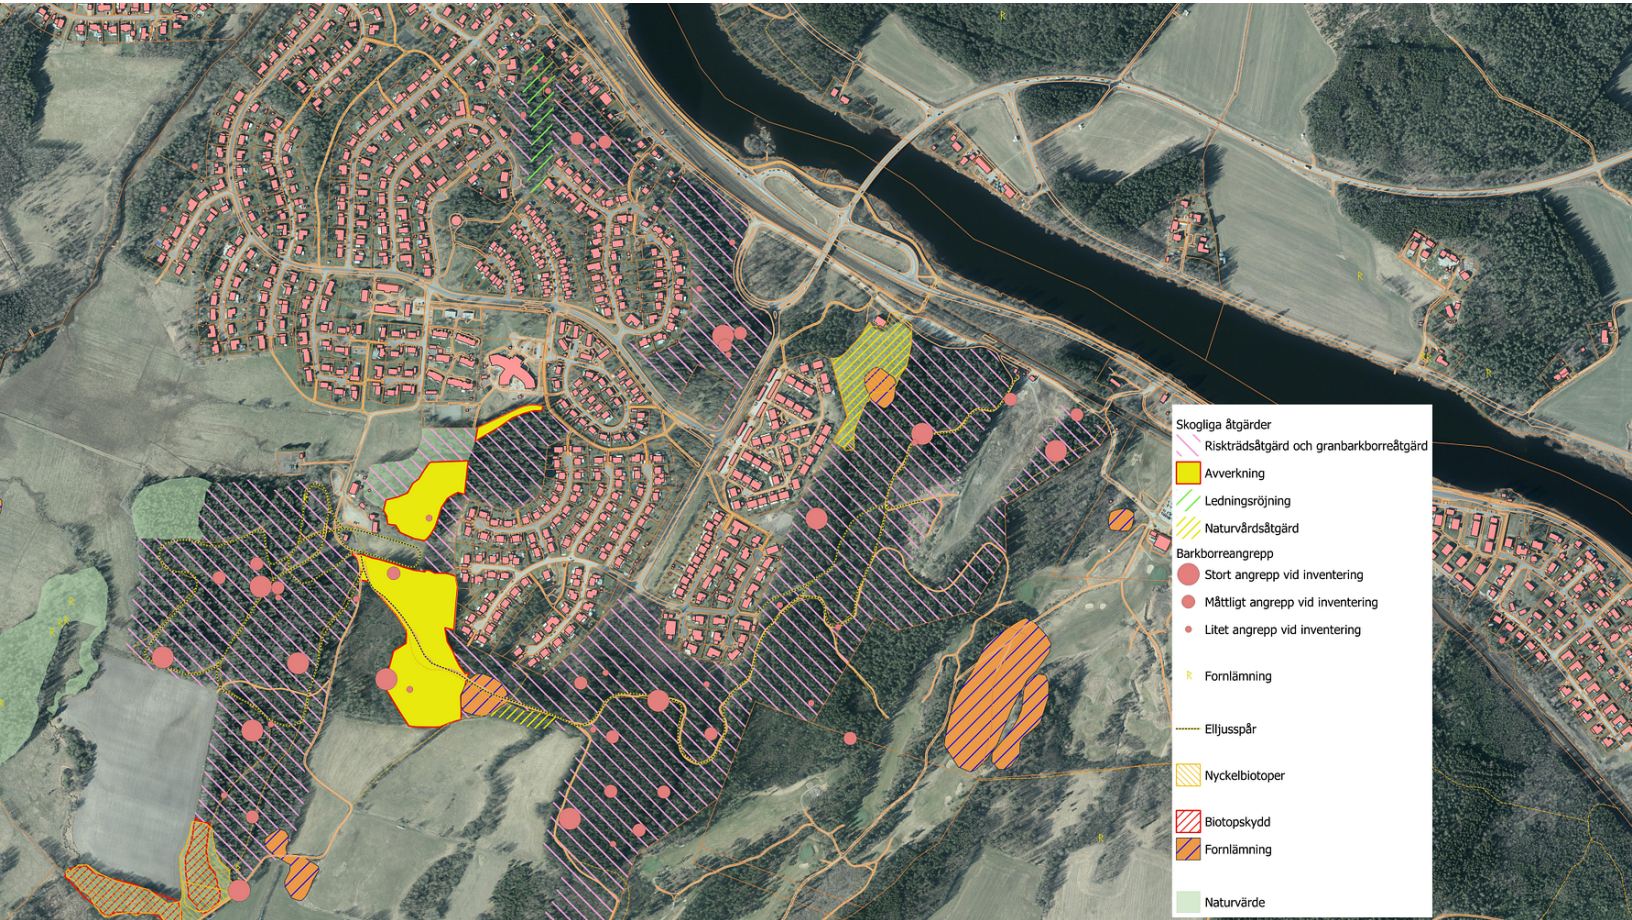 Skogliga åtgärder
Riskträdsåtgärd och granbarkborreåtgärd
Avverkning
Ledningsröjning
Naturvårdsåtgärd
Barkborreangrepp
Stort angrepp vid inventering
Måttligt angrepp vid inventering
Litet angrepp vid inventering
R Fornlämning
Elljusspår
Nyckelbiotoper
Biotopskydd
Fornlämning
Naturvärde